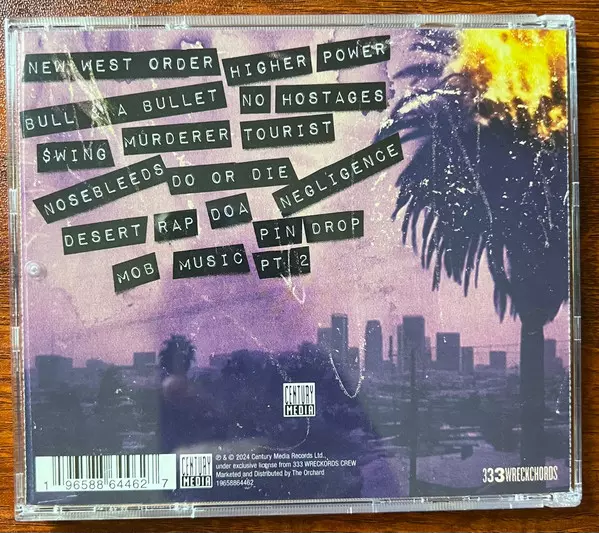 NEW WEST ORDER HIGHER POWER
BULL A BULLET NO HOSTAGES
$WING MURDERER TOURIST
NOSEBLEEDS DO OR DIE NEGLIGENCE
DESERT RAP DOA PIN DROP
MOB MUSIC PT. 2
CENTURY
MEDIA
℗ & © 2024 Century Media Records Ltd.,
under exclusive license from 333 WRECKORDS CREW
Marketed and Distributed by The Orchard
19658864462
CENTURY
MEDIA
1 96588 64462 7
333WRECKCHORDS